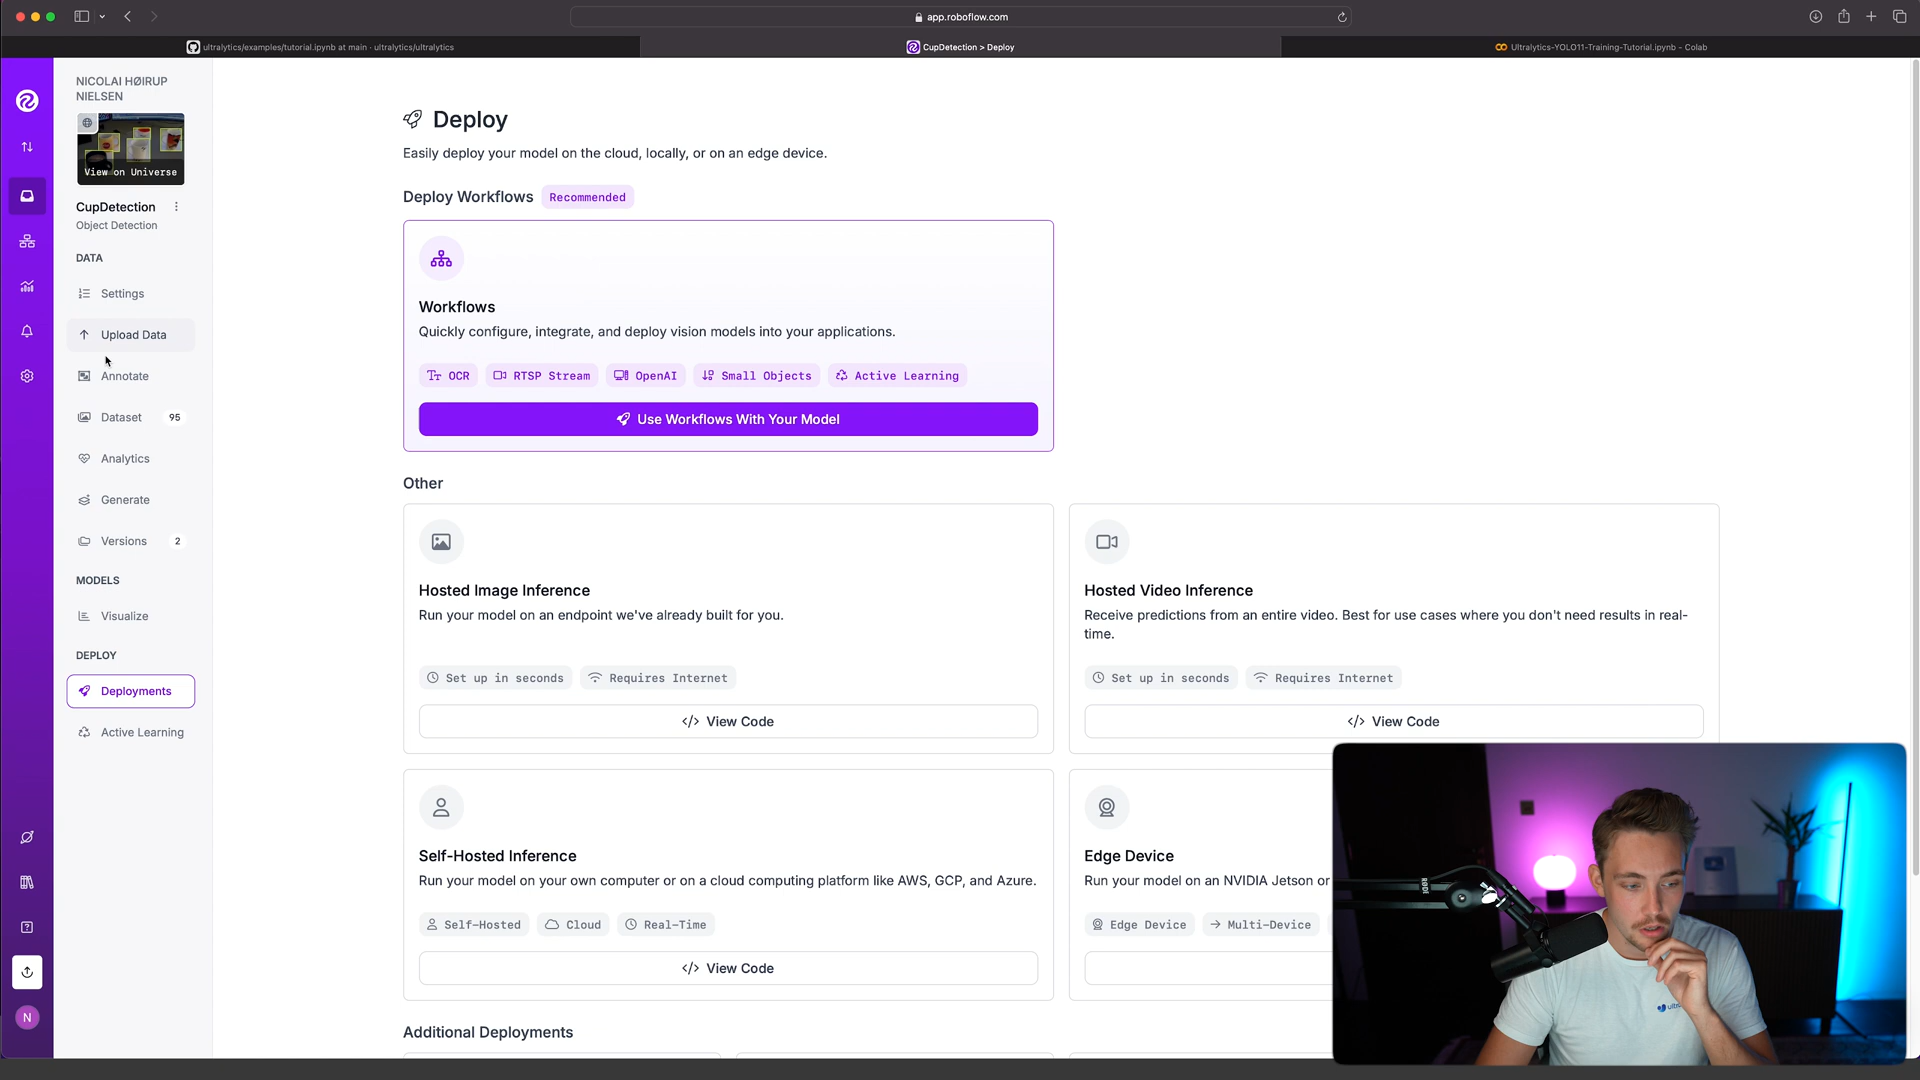 app.roboflow.com
ultralytics/examples/tutorial.ipynb at main · ultralytics/ultralytics
CupDetection > Deploy
Ultralytics-YOLO11-Training-Tutorial.ipynb - Colab
NICOLAI HØIRUP
NIELSEN
View on Universe
CupDetection
Object Detection
DATA
Settings
Upload Data
Annotate
Dataset 95
Analytics
Generate
Versions 2
MODELS
Visualize
DEPLOY
Deployments
Active Learning
N
Deploy
Easily deploy your model on the cloud, locally, or on an edge device.
Deploy Workflows Recommended
Workflows
Quickly configure, integrate, and deploy vision models into your applications.
OCR RTSP Stream OpenAI Small Objects Active Learning
Use Workflows With Your Model
Other
Hosted Image Inference
Run your model on an endpoint we've already built for you.
Set up in seconds Requires Internet
</> View Code
Hosted Video Inference
Receive predictions from an entire video. Best for use cases where you don't need results in real-
time.
Set up in seconds Requires Internet
</> View Code
Self-Hosted Inference
Run your model on your own computer or on a cloud computing platform like AWS, GCP, and Azure.
Self-Hosted Cloud Real-Time
</> View Code
Edge Device
Run your model on an NVIDIA Jetson or
Edge Device Multi-Device
Additional Deployments
RØDE